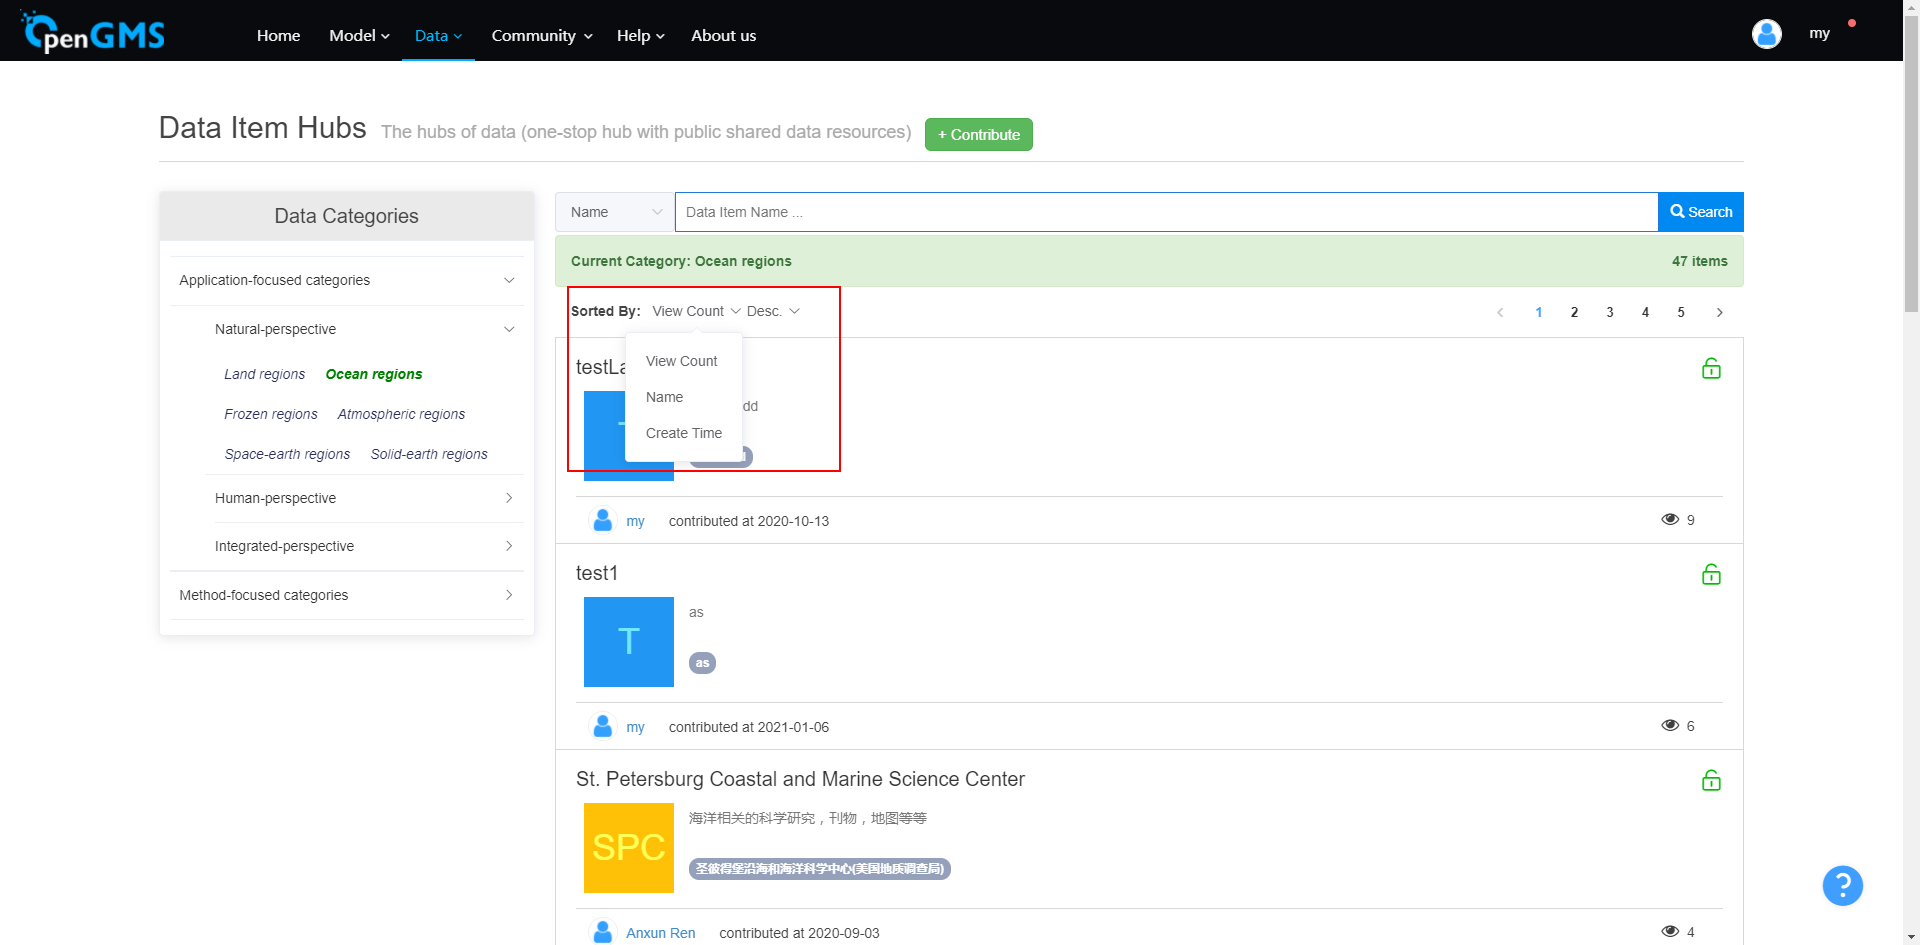 OpenGMS
Home Model Data Community Help About us my
Data Item Hubs The hubs of data (one-stop hub with public shared data resources) + Contribute
Data Categories
Application-focused categories
Natural-perspective
Land regions Ocean regions
Frozen regions Atmospheric regions
Space-earth regions Solid-earth regions
Human-perspective
Integrated-perspective
Method-focused categories
Name Data Item Name ... Search
Current Category: Ocean regions 47 items
Sorted By: View Count Desc. 1 2 3 4 5
View Count
Name
Create Time
testLa
dd
my contributed at 2020-10-13 9
test1
T
as
as
my contributed at 2021-01-06 6
St. Petersburg Coastal and Marine Science Center
SPC
海洋相关的科学研究，刊物，地图等等
圣彼得堡沿海和海洋科学中心(美国地质调查局)
Anxun Ren contributed at 2020-09-03 4
?